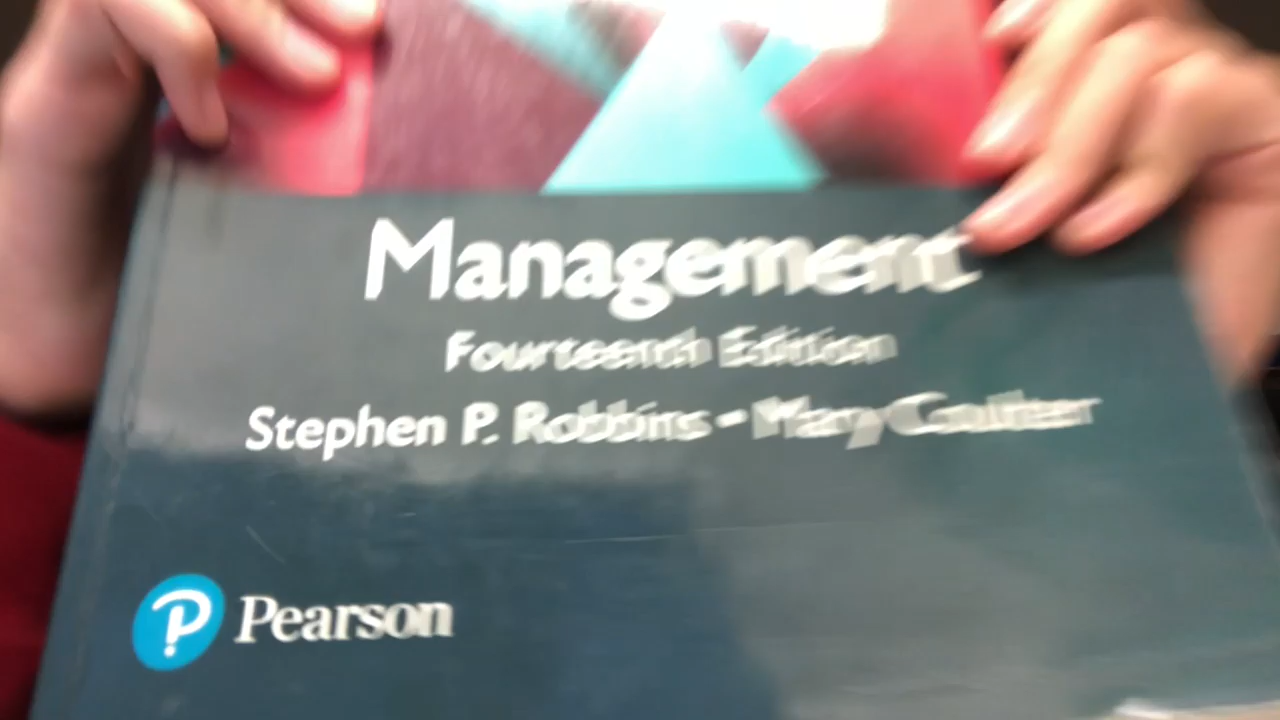 Management
Fourteenth Edition
Stephen P. Robbins • Mary Coulter
Pearson